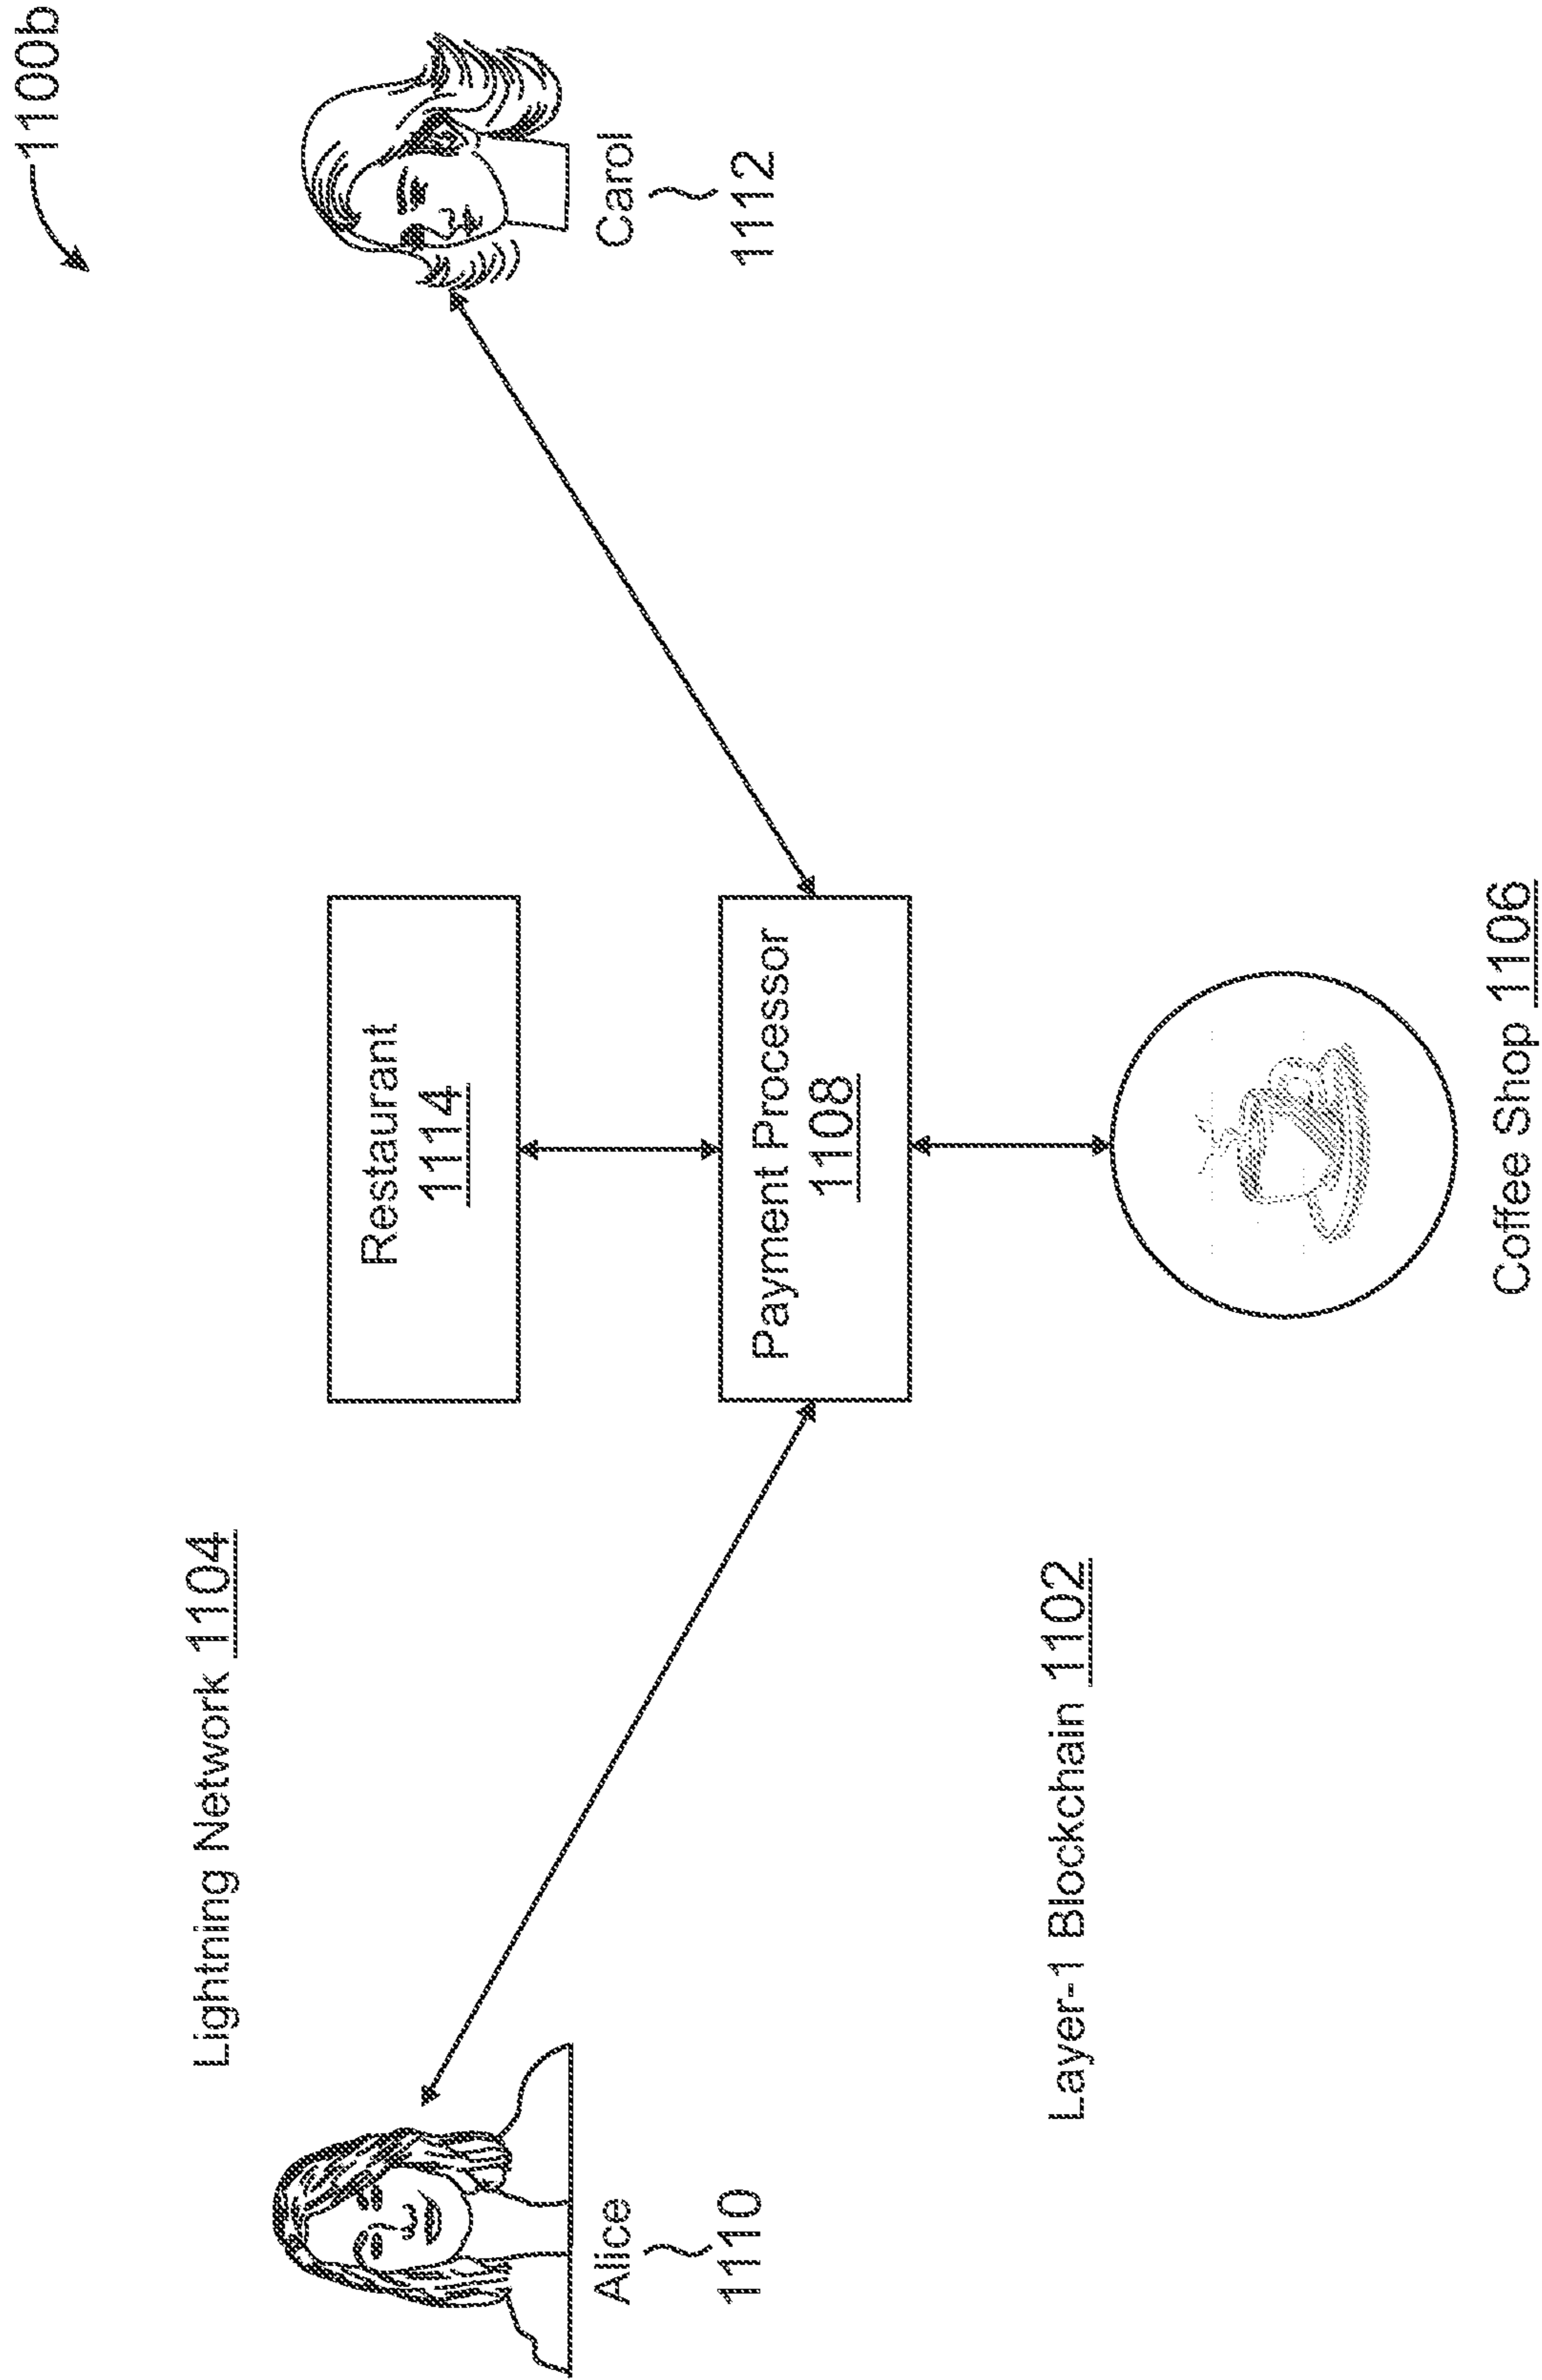 1100b
Lightning Network 1104
Restaurant
1114
Alice
1110
Carol
1112
Payment Processor
1108
Layer-1 Blockchain 1102
Coffee Shop 1106